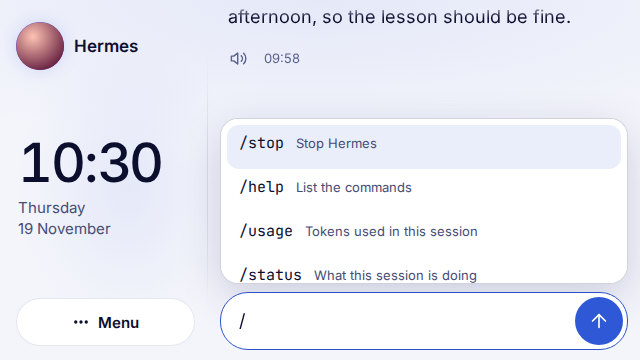 Hermes
10:30
Thursday
19 November
••• Menu
afternoon, so the lesson should be fine.
09:58
/stop Stop Hermes
/help List the commands
/usage Tokens used in this session
/status What this session is doing
/